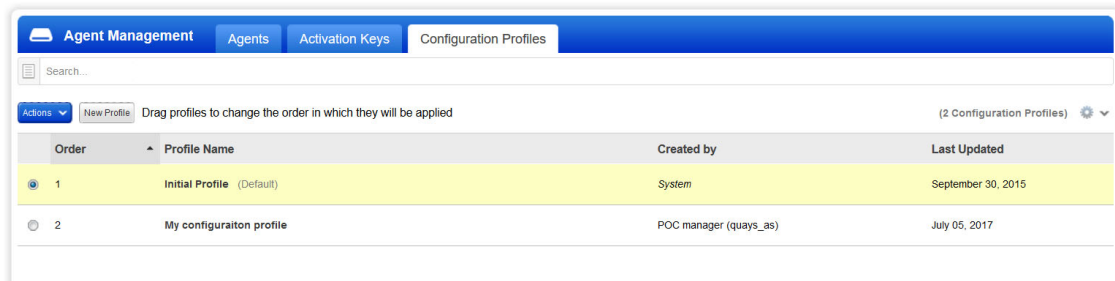 Agent Management Agents Activation Keys Configuration Profiles
Search...
Actions New Profile Drag profiles to change the order in which they will be applied (2 Configuration Profiles)
Order Profile Name Created by Last Updated
1 Initial Profile (Default) System September 30, 2015
2 My configuraiton profile POC manager (quays_as) July 05, 2017